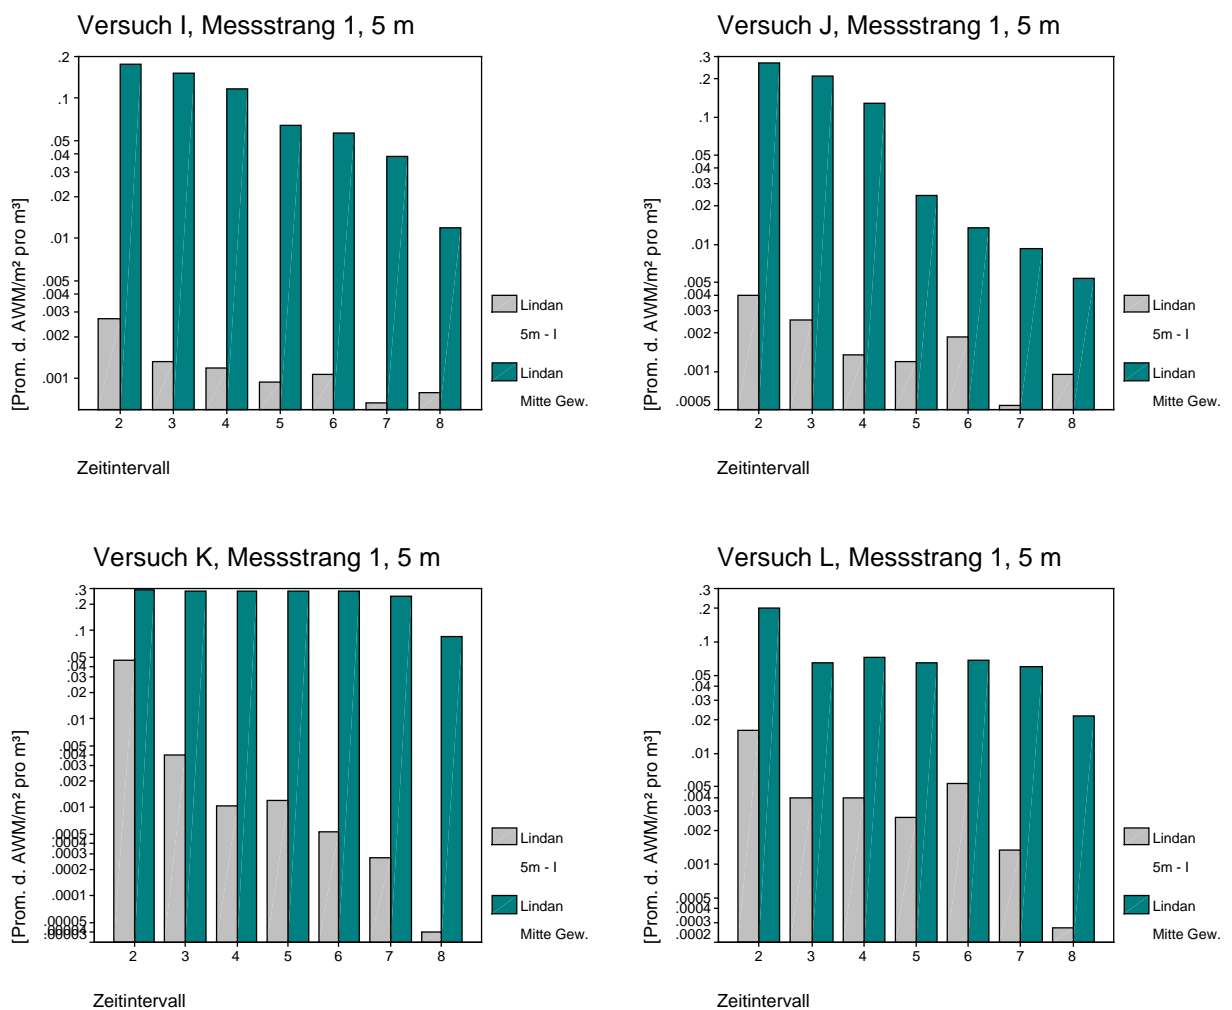 Versuch I, Messstrang 1, 5 m
[Prom. d. AWM/m² pro m³]
.2
.1
.05
.04
.03
.02
.01
.005
.004
.003
.002
.001
2 3 4 5 6 7 8
Zeitintervall
Lindan
5m - I
Lindan
Mitte Gew.
Versuch J, Messstrang 1, 5 m
[Prom. d. AWM/m² pro m³]
.3
.2
.1
.05
.04
.03
.02
.01
.005
.004
.003
.002
.001
.0005
2 3 4 5 6 7 8
Zeitintervall
Lindan
5m - I
Lindan
Mitte Gew.
Versuch K, Messstrang 1, 5 m
[Prom. d. AWM/m² pro m³]
.3
.2
.1
.05
.04
.03
.02
.01
.005
.004
.003
.002
.001
.0005
.0004
.0003
.0002
.0001
.00005
.00004
.00003
2 3 4 5 6 7 8
Zeitintervall
Lindan
5m - I
Lindan
Mitte Gew.
Versuch L, Messstrang 1, 5 m
[Prom. d. AWM/m² pro m³]
.3
.2
.1
.05
.04
.03
.02
.01
.005
.004
.003
.002
.001
.0005
.0004
.0003
.0002
2 3 4 5 6 7 8
Zeitintervall
Lindan
5m - I
Lindan
Mitte Gew.